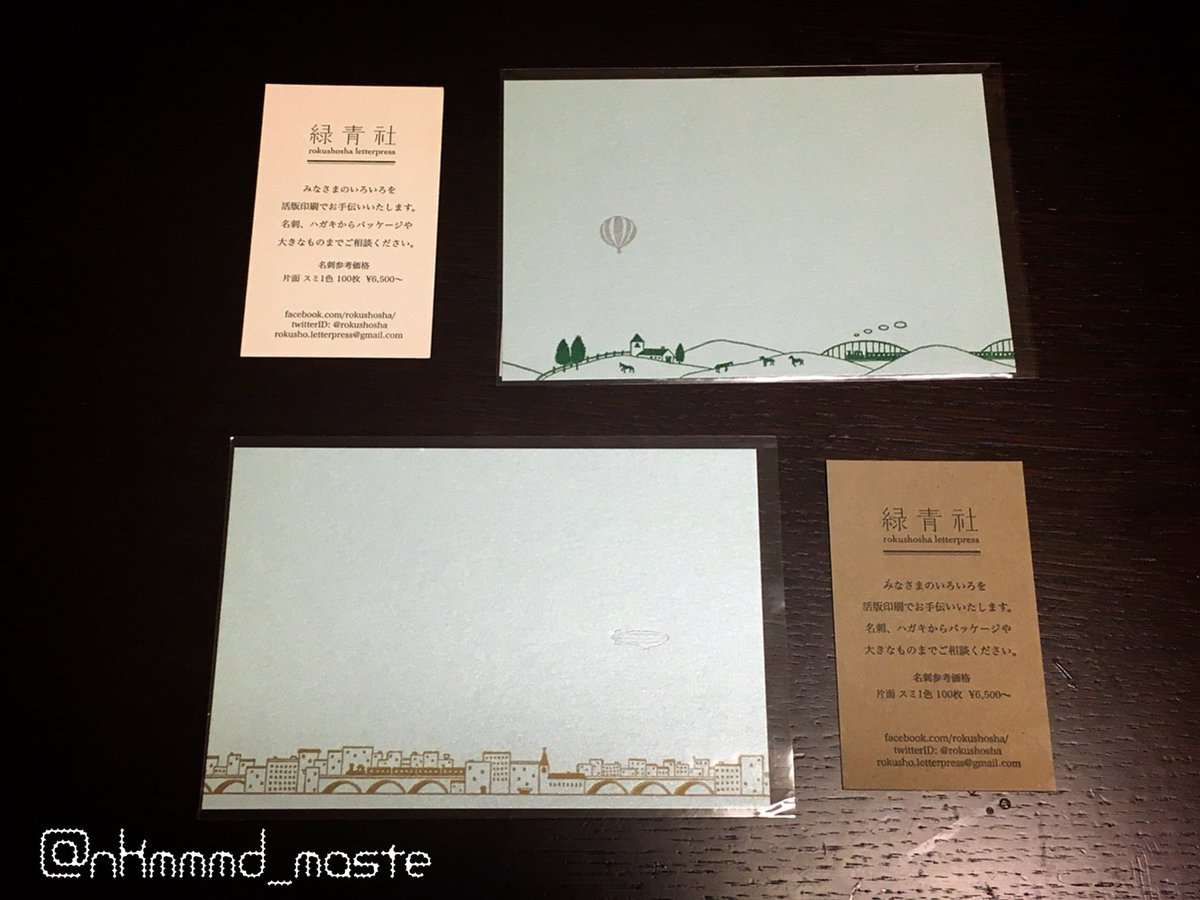 緑青社
rokushosha letterpress
みなさまのいろいろを
活版印刷でお手伝いいたします。
名刺、ハガキからパッケージや
大きなものまでご相談ください。
名刺参考価格
片面 スミ1色 100枚 ¥6,500〜
facebook.com/rokushosha/
twitterID: @rokushosha
rokusho.letterpress@gmail.com
緑青社
rokushosha letterpress
みなさまのいろいろを
活版印刷でお手伝いいたします。
名刺、ハガキからパッケージや
大きなものまでご相談ください。
名刺参考価格
片面 スミ1色 100枚 ¥6,500〜
facebook.com/rokushosha/
twitterID: @rokushosha
rokusho.letterpress@gmail.com
@nkmmmd_maste